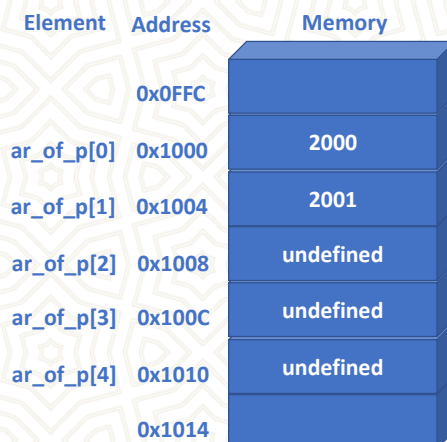 Element Address Memory
0x0FFC
ar_of_p[0] 0x1000 2000
ar_of_p[1] 0x1004 2001
ar_of_p[2] 0x1008 undefined
ar_of_p[3] 0x100C undefined
ar_of_p[4] 0x1010 undefined
0x1014